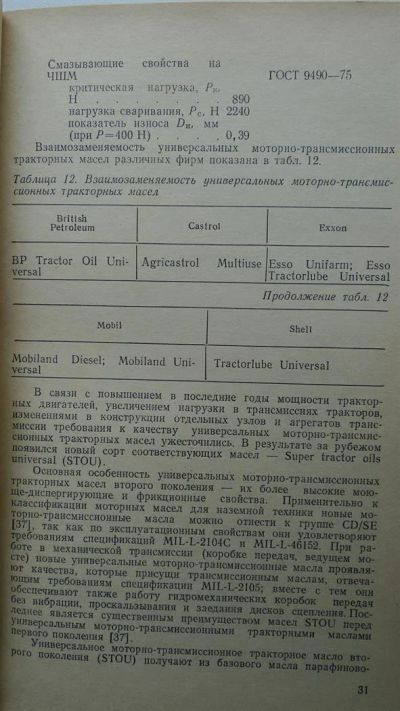 Смазывающие свойства на
ЧШМ ГОСТ 9490—75
критическая нагрузка, Pк,
Н . . . . . . . . 890
нагрузка сваривания, Pс, Н 2240
показатель износа Dи, мм
(при P=400 Н) . . . . 0,39
Взаимозаменяемость универсальных моторно-трансмиссионных
тракторных масел различных фирм показана в табл. 12.
Таблица 12. Взаимозаменяемость универсальных моторно-трансмис-
сионных тракторных масел
British
Petroleum
Castrol
Exxon
BP Tractor Oil Uni-
versal
Agricastrol Multiuse
Esso Unifarm; Esso
Tractorlube Universal
Продолжение табл. 12
Mobil
Shell
Mobiland Diesel; Mobiland Uni-
versal
Tractorlube Universal
В связи с повышением в последние годы мощности трактор-
ных двигателей, увеличением нагрузки в трансмиссиях тракторов,
изменениями в конструкции отдельных узлов и агрегатов транс-
миссии требования к качеству универсальных моторно-трансмис-
сионных тракторных масел ужесточились. В результате за рубежом
появился новый сорт соответствующих масел — Super tractor oils
universal (STOU).
Основная особенность универсальных моторно-трансмиссионных
тракторных масел второго поколения — их более высокие мою-
ще-диспергирующие и фрикционные свойства. Применительно к
классификации моторных масел для наземной техники новые мо-
торно-трансмиссионные масла можно отнести к группе CD/SE
[37], так как по эксплуатационным свойствам они удовлетворяют
требованиям спецификаций MIL-L-2104C и MIL-L-46152. При ра-
боте в механической трансмиссии (коробке передач, ведущем мо-
сте) новые универсальные моторно-трансмиссионные масла проявля-
ют качества, которые присущи трансмиссионным маслам, отвеча-
ющим требованиям спецификации MIL-L-2105; вместе с тем они
обеспечивают также работу гидромеханических коробок передач
без вибрации, проскальзывания и заедания дисков сцепления. Пос-
леднее является существенным преимуществом масел STOU перед
универсальными моторно-трансмиссионными тракторными маслами
первого поколения [37].
Универсальное моторно-трансмиссионное тракторное масло вто-
рого поколения (STOU) получают из базового масла парафиново-
31